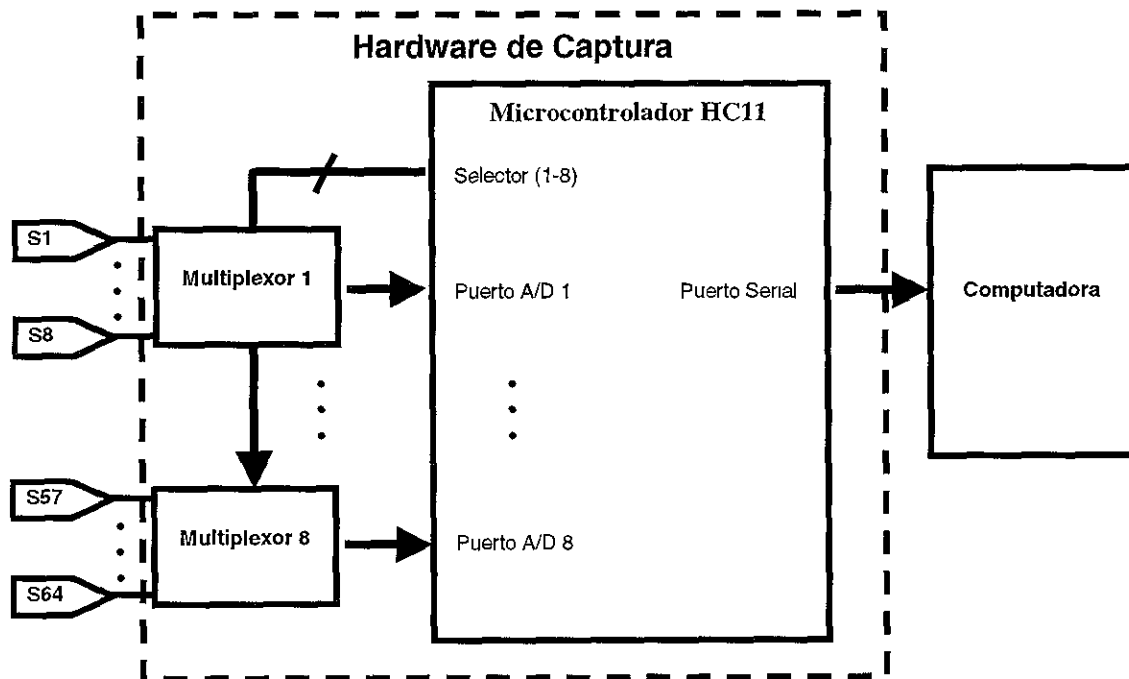 Hardware de Captura
Microcontrolador HC11
Selector (1-8)
S1
Multiplexor 1
Puerto A/D 1
Puerto Serial
Computadora
S8
S57
Multiplexor 8
Puerto A/D 8
S64